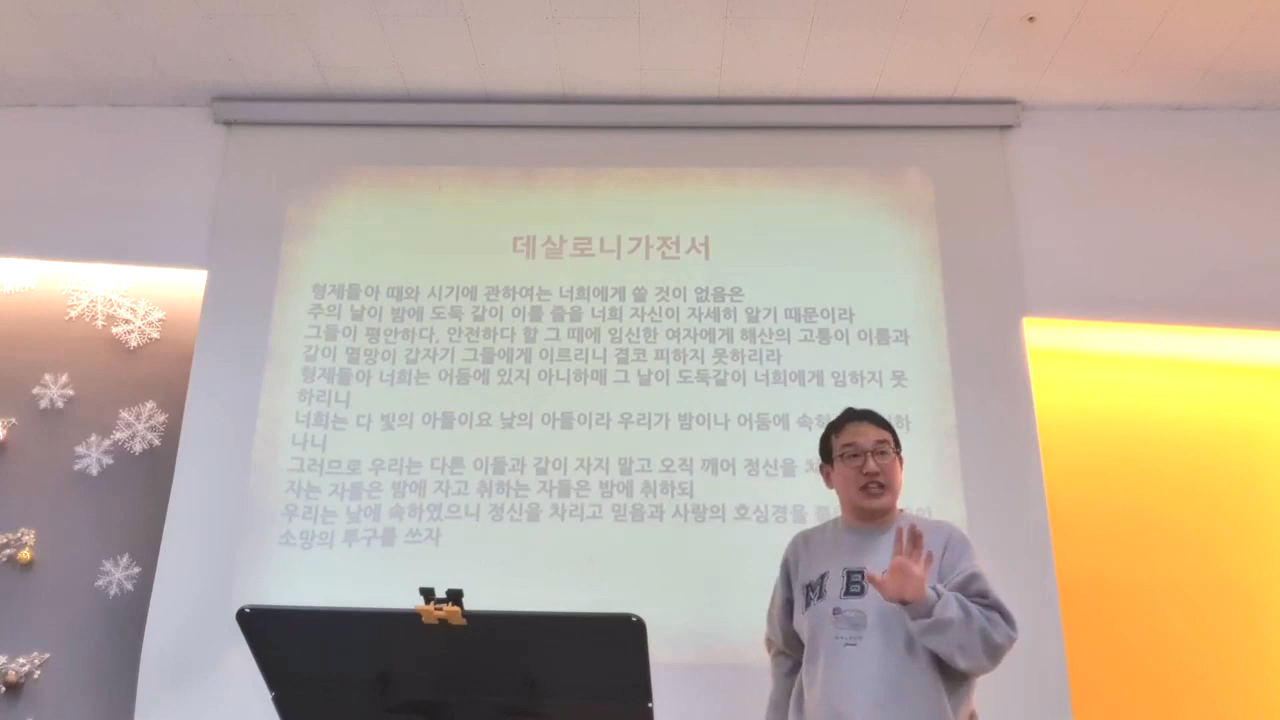 데살로니가전서
형제들아 때와 시기에 관하여는 너희에게 쓸 것이 없음은
주의 날이 밤에 도둑 같이 이를 줄을 너희 자신이 자세히 알기 때문이라
그들이 평안하다, 안전하다 할 그 때에 임신한 여자에게 해산의 고통이 이름과
같이 멸망이 갑자기 그들에게 이르리니 결코 피하지 못하리라
형제들아 너희는 어둠에 있지 아니하매 그 날이 도둑같이 너희에게 임하지 못
하리니
너희는 다 빛의 아들이요 낮의 아들이라 우리가 밤이나 어둠에 속하
나니
그러므로 우리는 다른 이들과 같이 자지 말고 오직 깨어 정신을
자는 자들은 밤에 자고 취하는 자들은 밤에 취하되
우리는 낮에 속하였으니 정신을 차리고 믿음과 사랑의 호심경을
소망의 투구를 쓰자
M B